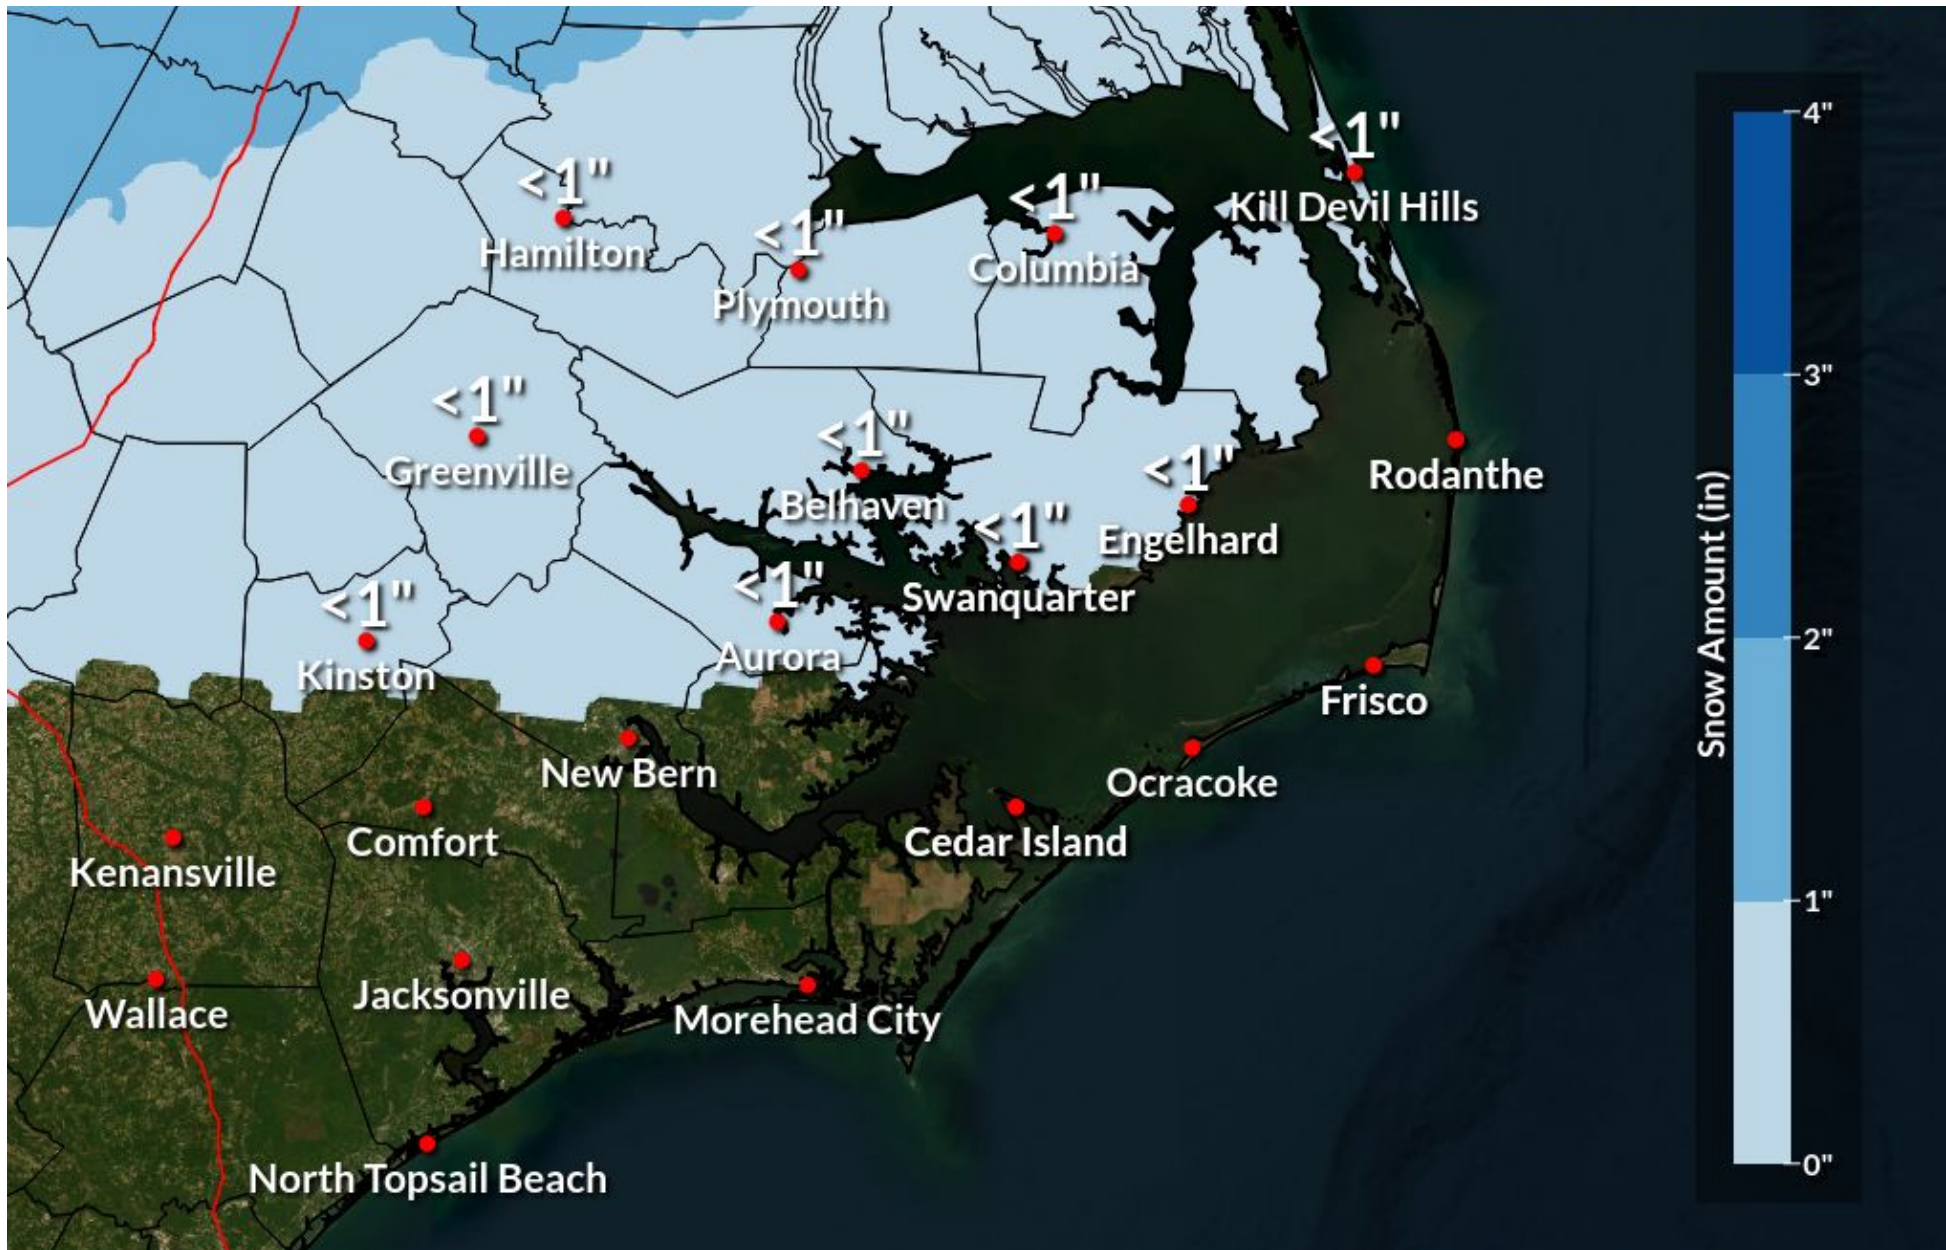 4"
<1"
Kill Devil Hills
<1"
Hamilton
<1"
Columbia
<1"
Plymouth
3"
<1"
Greenville
<1"
Belhaven
<1"
Engelhard
Rodanthe
<1"
Swanquarter
<1"
Aurora
<1"
Kinston
Snow Amount (in)
2"
Frisco
New Bern
Ocracoke
Comfort
Cedar Island
Kenansville
1"
Jacksonville
Wallace
Morehead City
North Topsail Beach
0"